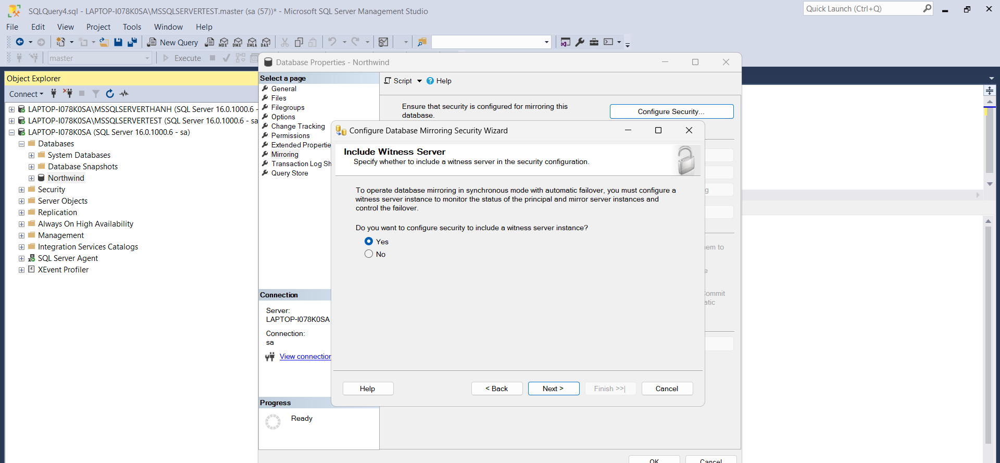 SQLQuery4.sql - LAPTOP-I078K0SA\MSSQLSERVERTEST.master (sa (57))* - Microsoft SQL Server Management Studio
Quick Launch (Ctrl+Q)
File Edit View Project Tools Window Help
New Query MDX DMX XMLA DAX
master Execute
Object Explorer
Connect
LAPTOP-I078K0SA\MSSQLSERVERTHANH (SQL Server 16.0.1000.6 -
LAPTOP-I078K0SA\MSSQLSERVERTEST (SQL Server 16.0.1000.6 - sa
LAPTOP-I078K0SA (SQL Server 16.0.1000.6 - sa)
Databases
System Databases
Database Snapshots
Northwind
Security
Server Objects
Replication
Always On High Availability
Management
Integration Services Catalogs
SQL Server Agent
XEvent Profiler
Database Properties - Northwind
Select a page
General
Files
Filegroups
Options
Change Tracking
Permissions
Extended Propertie
Mirroring
Transaction Log Sh
Query Store
Connection
Server:
LAPTOP-I078K0SA
Connection:
sa
View connection
Progress
Ready
Script Help
Ensure that security is configured for mirroring this
database.
Configure Security...
Configure Database Mirroring Security Wizard
Include Witness Server
Specify whether to include a witness server in the security configuration.
To operate database mirroring in synchronous mode with automatic failover, you must configure a
witness server instance to monitor the status of the principal and mirror server instances and
control the failover.
Do you want to configure security to include a witness server instance?
Yes
No
Help < Back Next > Finish >>| Cancel
g
em to
e
ommit
atic
OK Cancel